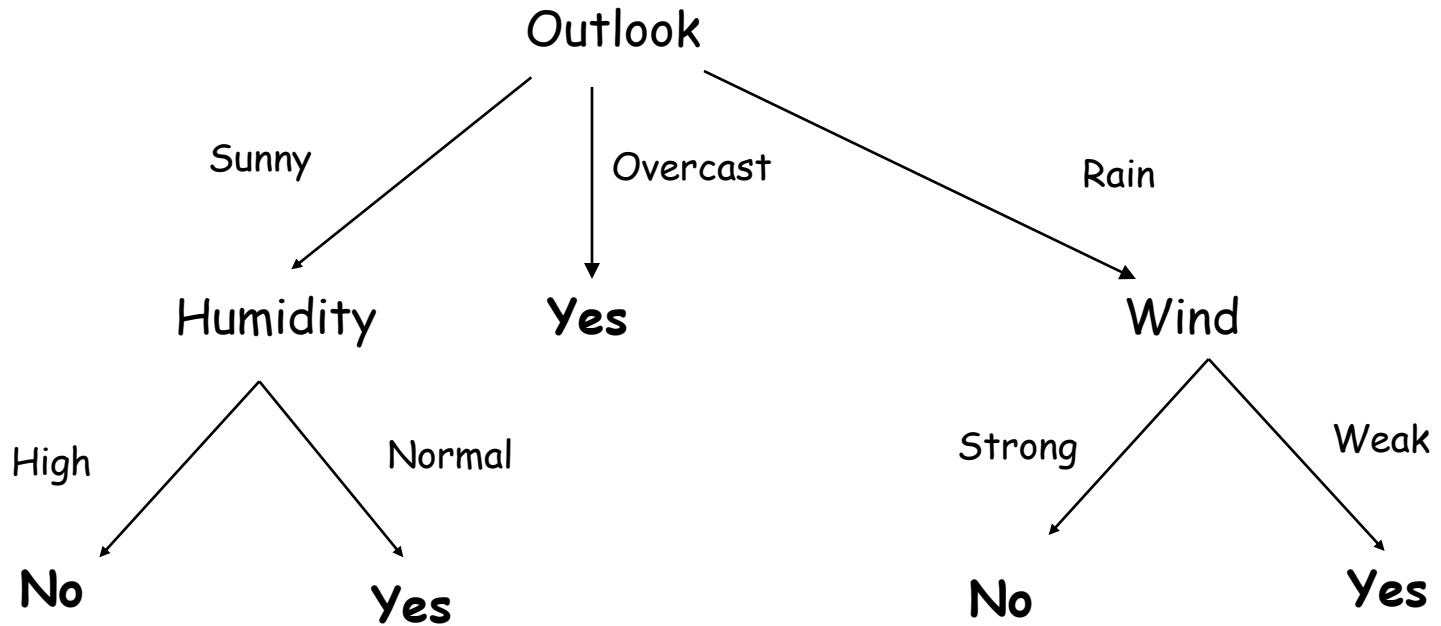 Outlook
Sunny
Overcast
Rain
Humidity
Yes
Wind
High
Normal
Strong
Weak
No
Yes
No
Yes